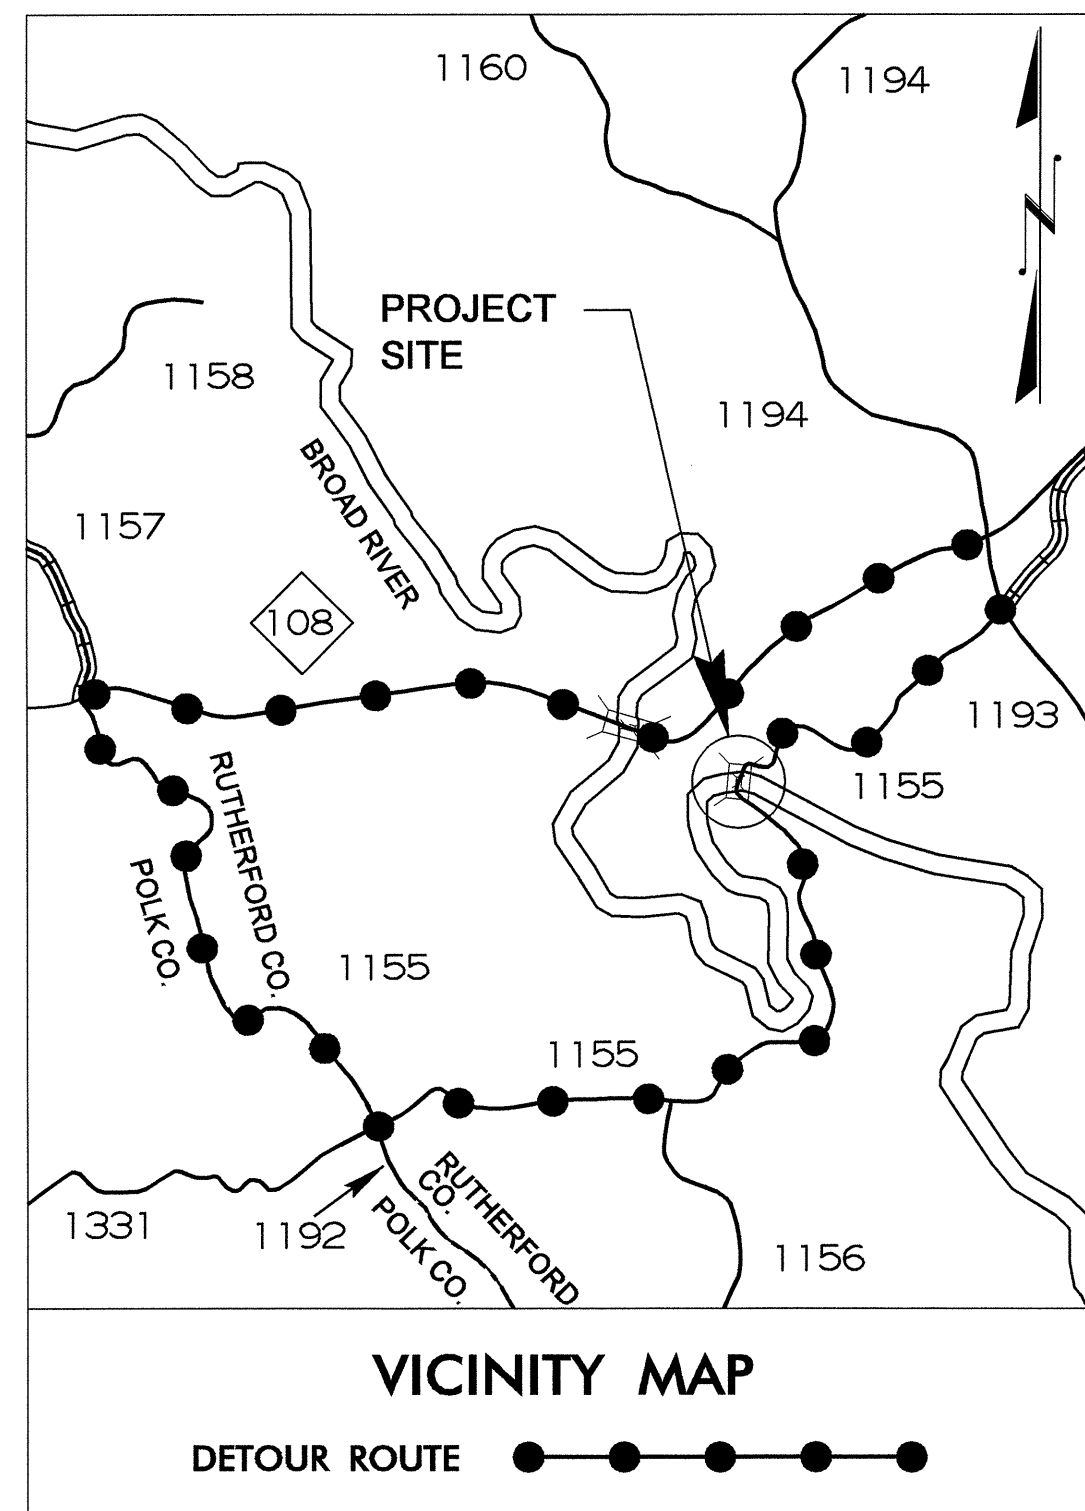 1160
1194
PROJECT
SITE
1158
1194
BROAD RIVER
1157
108
1193
RUTHERFORD CO.
POLK CO.
1155
1155
1155
RUTHERFORD
CO.
POLK CO.
1331
1192
1156
VICINITY MAP
DETOUR ROUTE